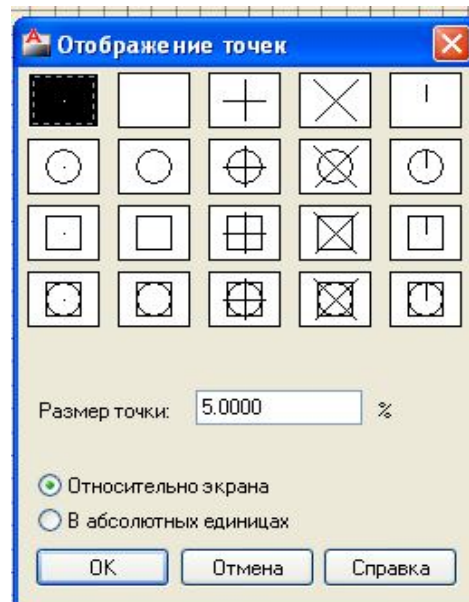 Отображение точек
Размер точки: 5.0000 %
Относительно экрана
В абсолютных единицах
OK Отмена Справка